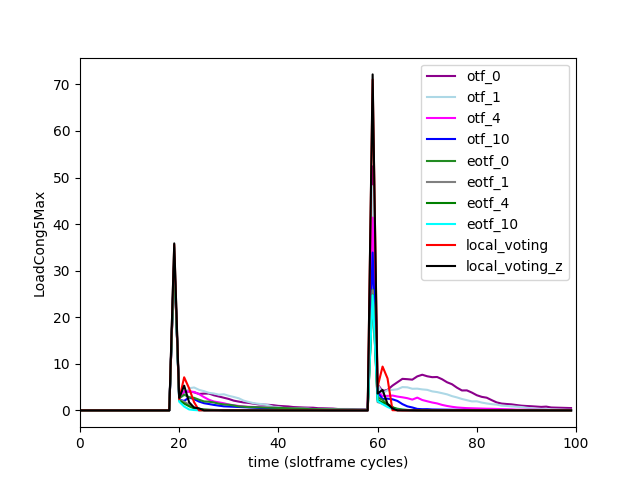 LoadCong5Max
70
60
50
40
30
20
10
0
0 20 40 60 80 100
time (slotframe cycles)
otf_0
otf_1
otf_4
otf_10
eotf_0
eotf_1
eotf_4
eotf_10
local_voting
local_voting_z